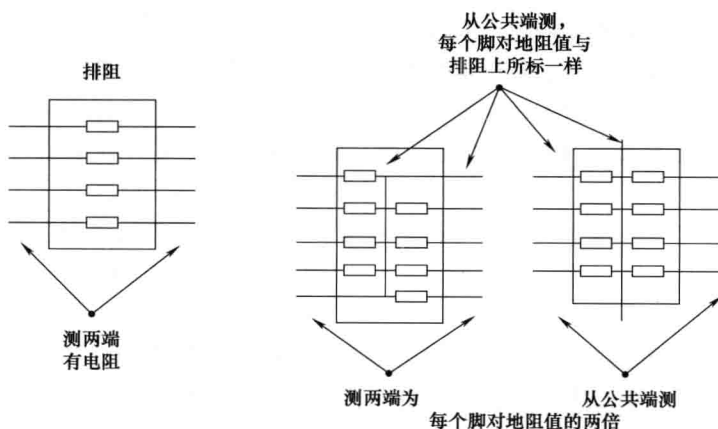 从公共端测，
每个脚对地阻值与
排阻上所标一样
排阻
测两端
有电阻
测两端为
从公共端测
每个脚对地阻值的两倍